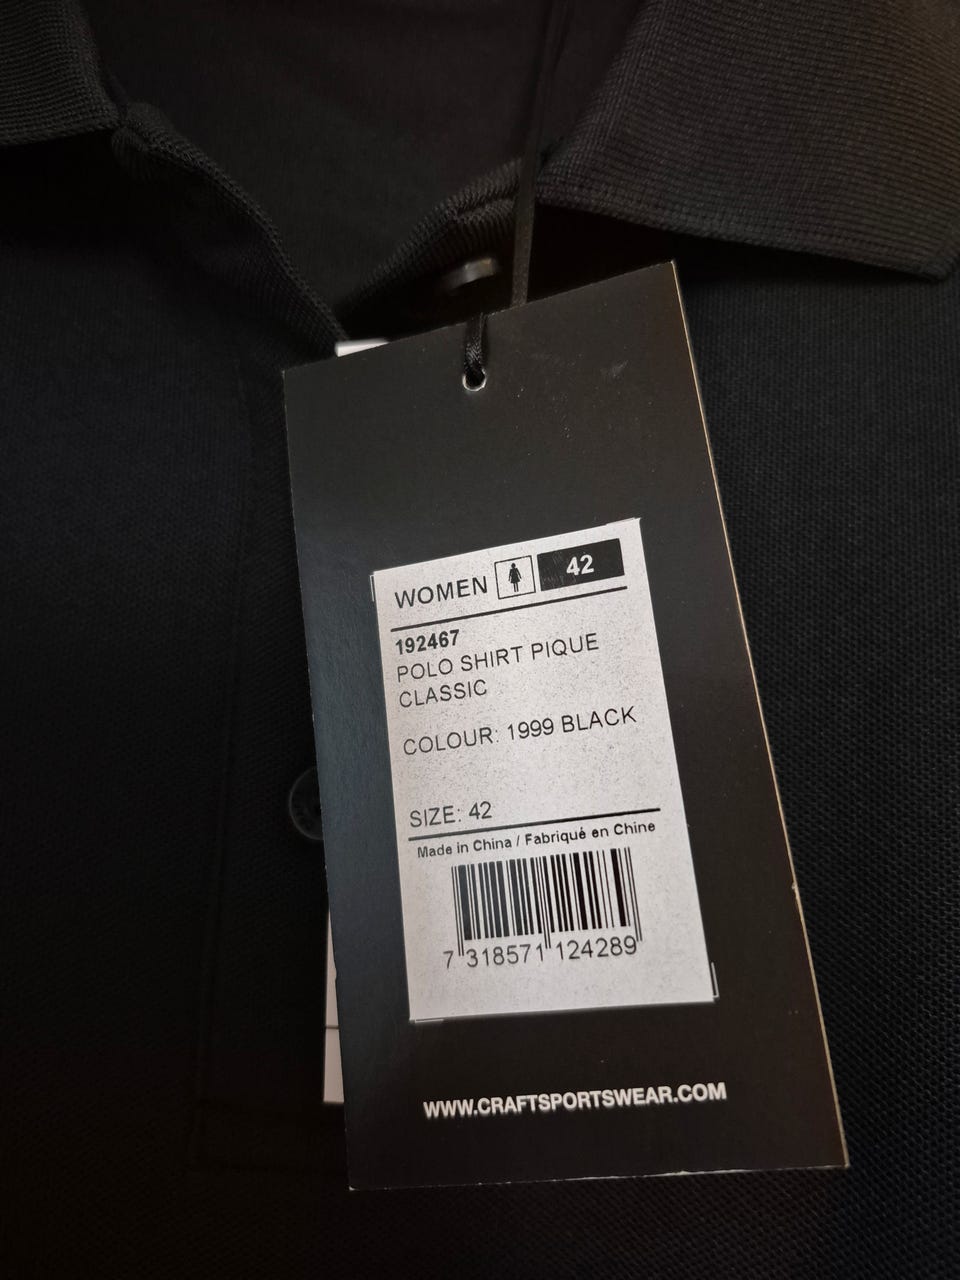 WOMEN 42
192467
POLO SHIRT PIQUE
CLASSIC
COLOUR: 1999 BLACK
SIZE: 42
Made in China / Fabriqué en Chine
7 318571 124289
WWW.CRAFTSPORTSWEAR.COM